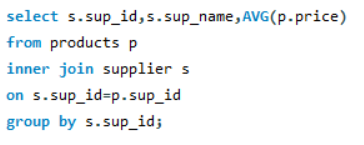 select s.sup_id,s.sup_name,AVG(p.price)
from products p
inner join supplier s
on s.sup_id=p.sup_id
group by s.sup_id;